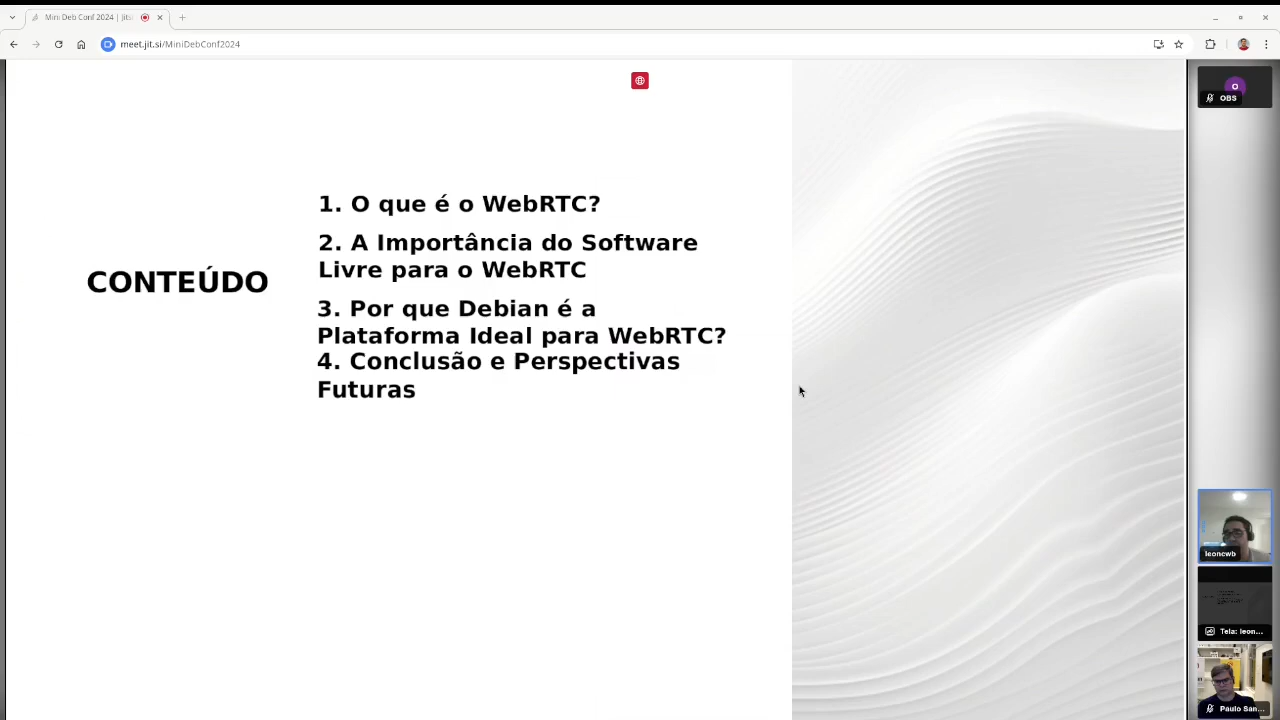 Mini Deb Conf 2024 | Jitsi
meet.jit.si/MiniDebConf2024
O
OBS
1. O que é o WebRTC?
2. A Importância do Software
Livre para o WebRTC
CONTEÚDO
3. Por que Debian é a
Plataforma Ideal para WebRTC?
4. Conclusão e Perspectivas
Futuras
leoncwb
Tela: leon...
Paulo San...